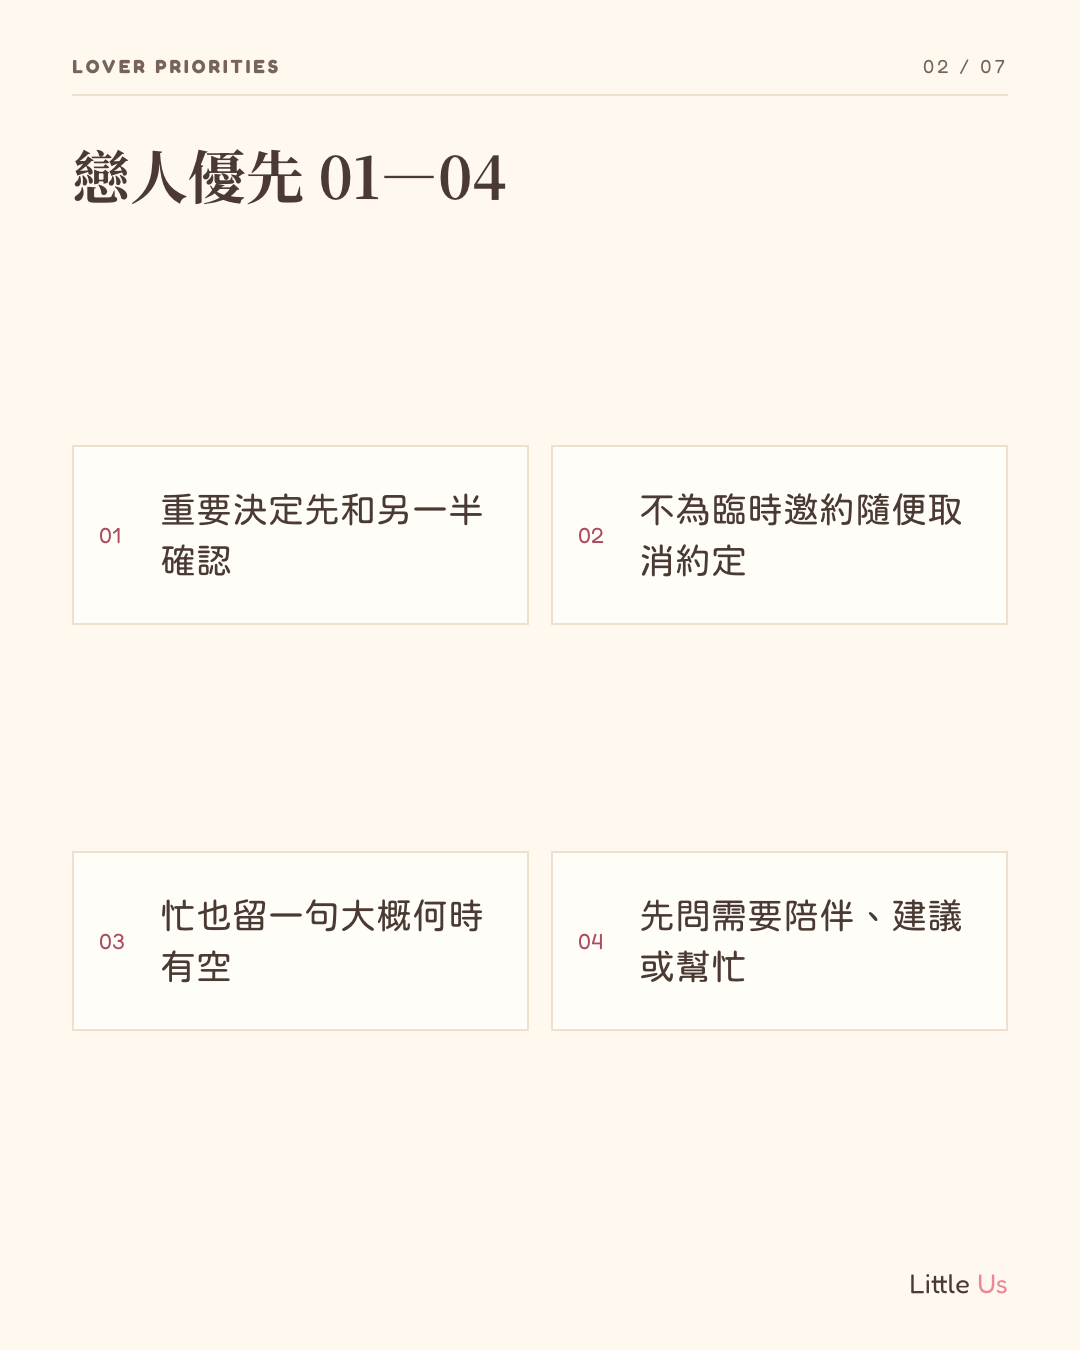 LOVER PRIORITIES
02 / 07
戀人優先 01—04
01
重要決定先和另一半
確認
02
不為臨時邀約隨便取
消約定
03
忙也留一句大概何時
有空
04
先問需要陪伴、建議
或幫忙
Little Us